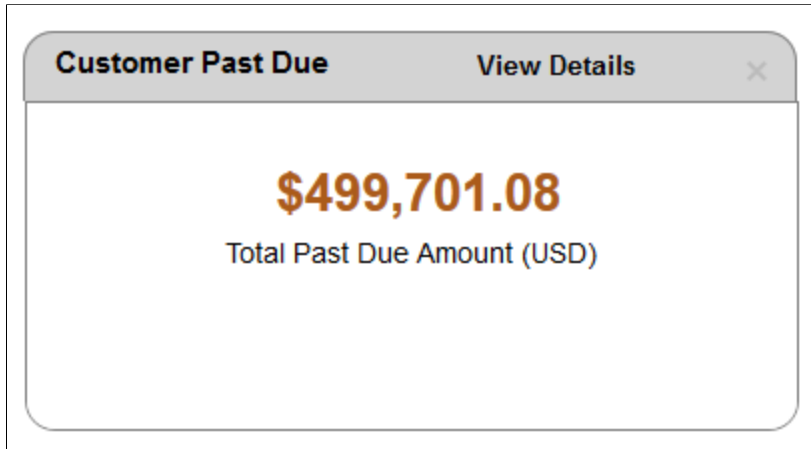 Customer Past Due View Details ×
$499,701.08
Total Past Due Amount (USD)